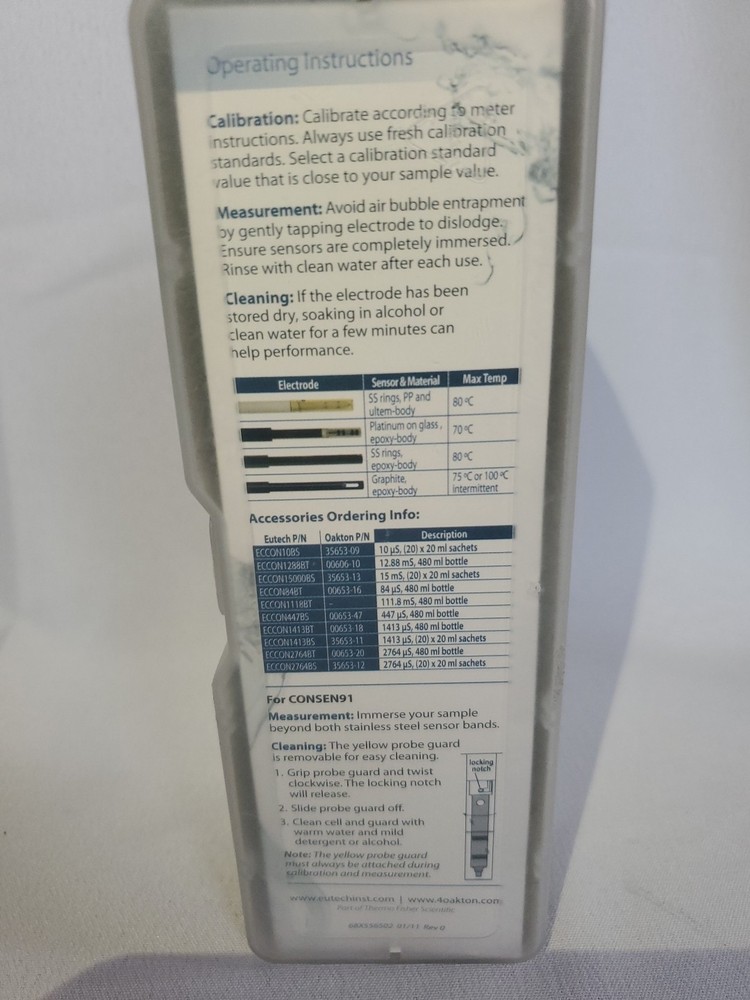 Operating Instructions
Calibration: Calibrate according to meter
instructions. Always use fresh calibration
standards. Select a calibration standard
value that is close to your sample value.
Measurement: Avoid air bubble entrapment
by gently tapping electrode to dislodge.
Ensure sensors are completely immersed.
Rinse with clean water after each use.
Cleaning: If the electrode has been
stored dry, soaking in alcohol or
clean water for a few minutes can
help performance.
Electrode Sensor & Material Max Temp
SS rings, PP and
ultem-body 80 ºC
Platinum on glass,
epoxy-body 70 ºC
SS rings,
epoxy-body 80 ºC
Graphite, 75 ºC or 100 ºC
epoxy-body intermittent
Accessories Ordering Info:
Eutech P/N Oakton P/N Description
ECCON10BS 35653-09 10 µS, (20) x 20 ml sachets
ECCON1288BT 00606-10 12.88 mS, 480 ml bottle
ECCON15000BS 35653-13 15 mS, (20) x 20 ml sachets
ECCON84BT 00653-16 84 µS, 480 ml bottle
ECCON1118BT - 111.8 mS, 480 ml bottle
ECCON447BS 00653-47 447 µS, 480 ml bottle
ECCON1413BT 00653-18 1413 µS, 480 ml bottle
ECCON1413BS 35653-11 1413 µS, (20) x 20 ml sachets
ECCON2764BT 00653-20 2764 µS, 480 ml bottle
ECCON2764BS 35653-12 2764 µS, (20) x 20 ml sachets
For CONSEN91
Measurement: Immerse your sample
beyond both stainless steel sensor bands.
Cleaning: The yellow probe guard
is removable for easy cleaning.
1. Grip probe guard and twist
clockwise. The locking notch
will release.
2. Slide probe guard off.
3. Clean cell and guard with
warm water and mild
detergent or alcohol.
Note: The yellow probe guard
must always be attached during
calibration and measurement.
locking
notch
www.eutechinst.com | www.4oakton.com
Part of Thermo Fisher Scientific
01/11 Rev 0